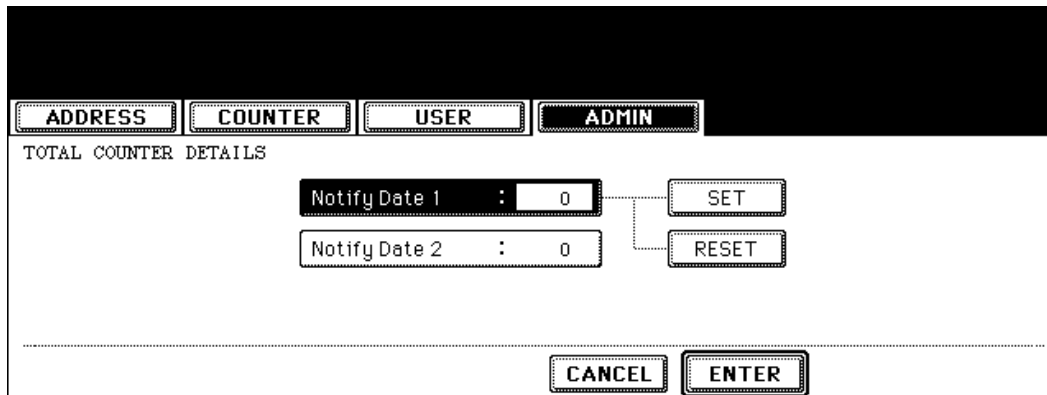 ADDRESS COUNTER USER ADMIN
TOTAL COUNTER DETAILS
Notify Date 1 : 0 SET
Notify Date 2 : 0 RESET
CANCEL ENTER